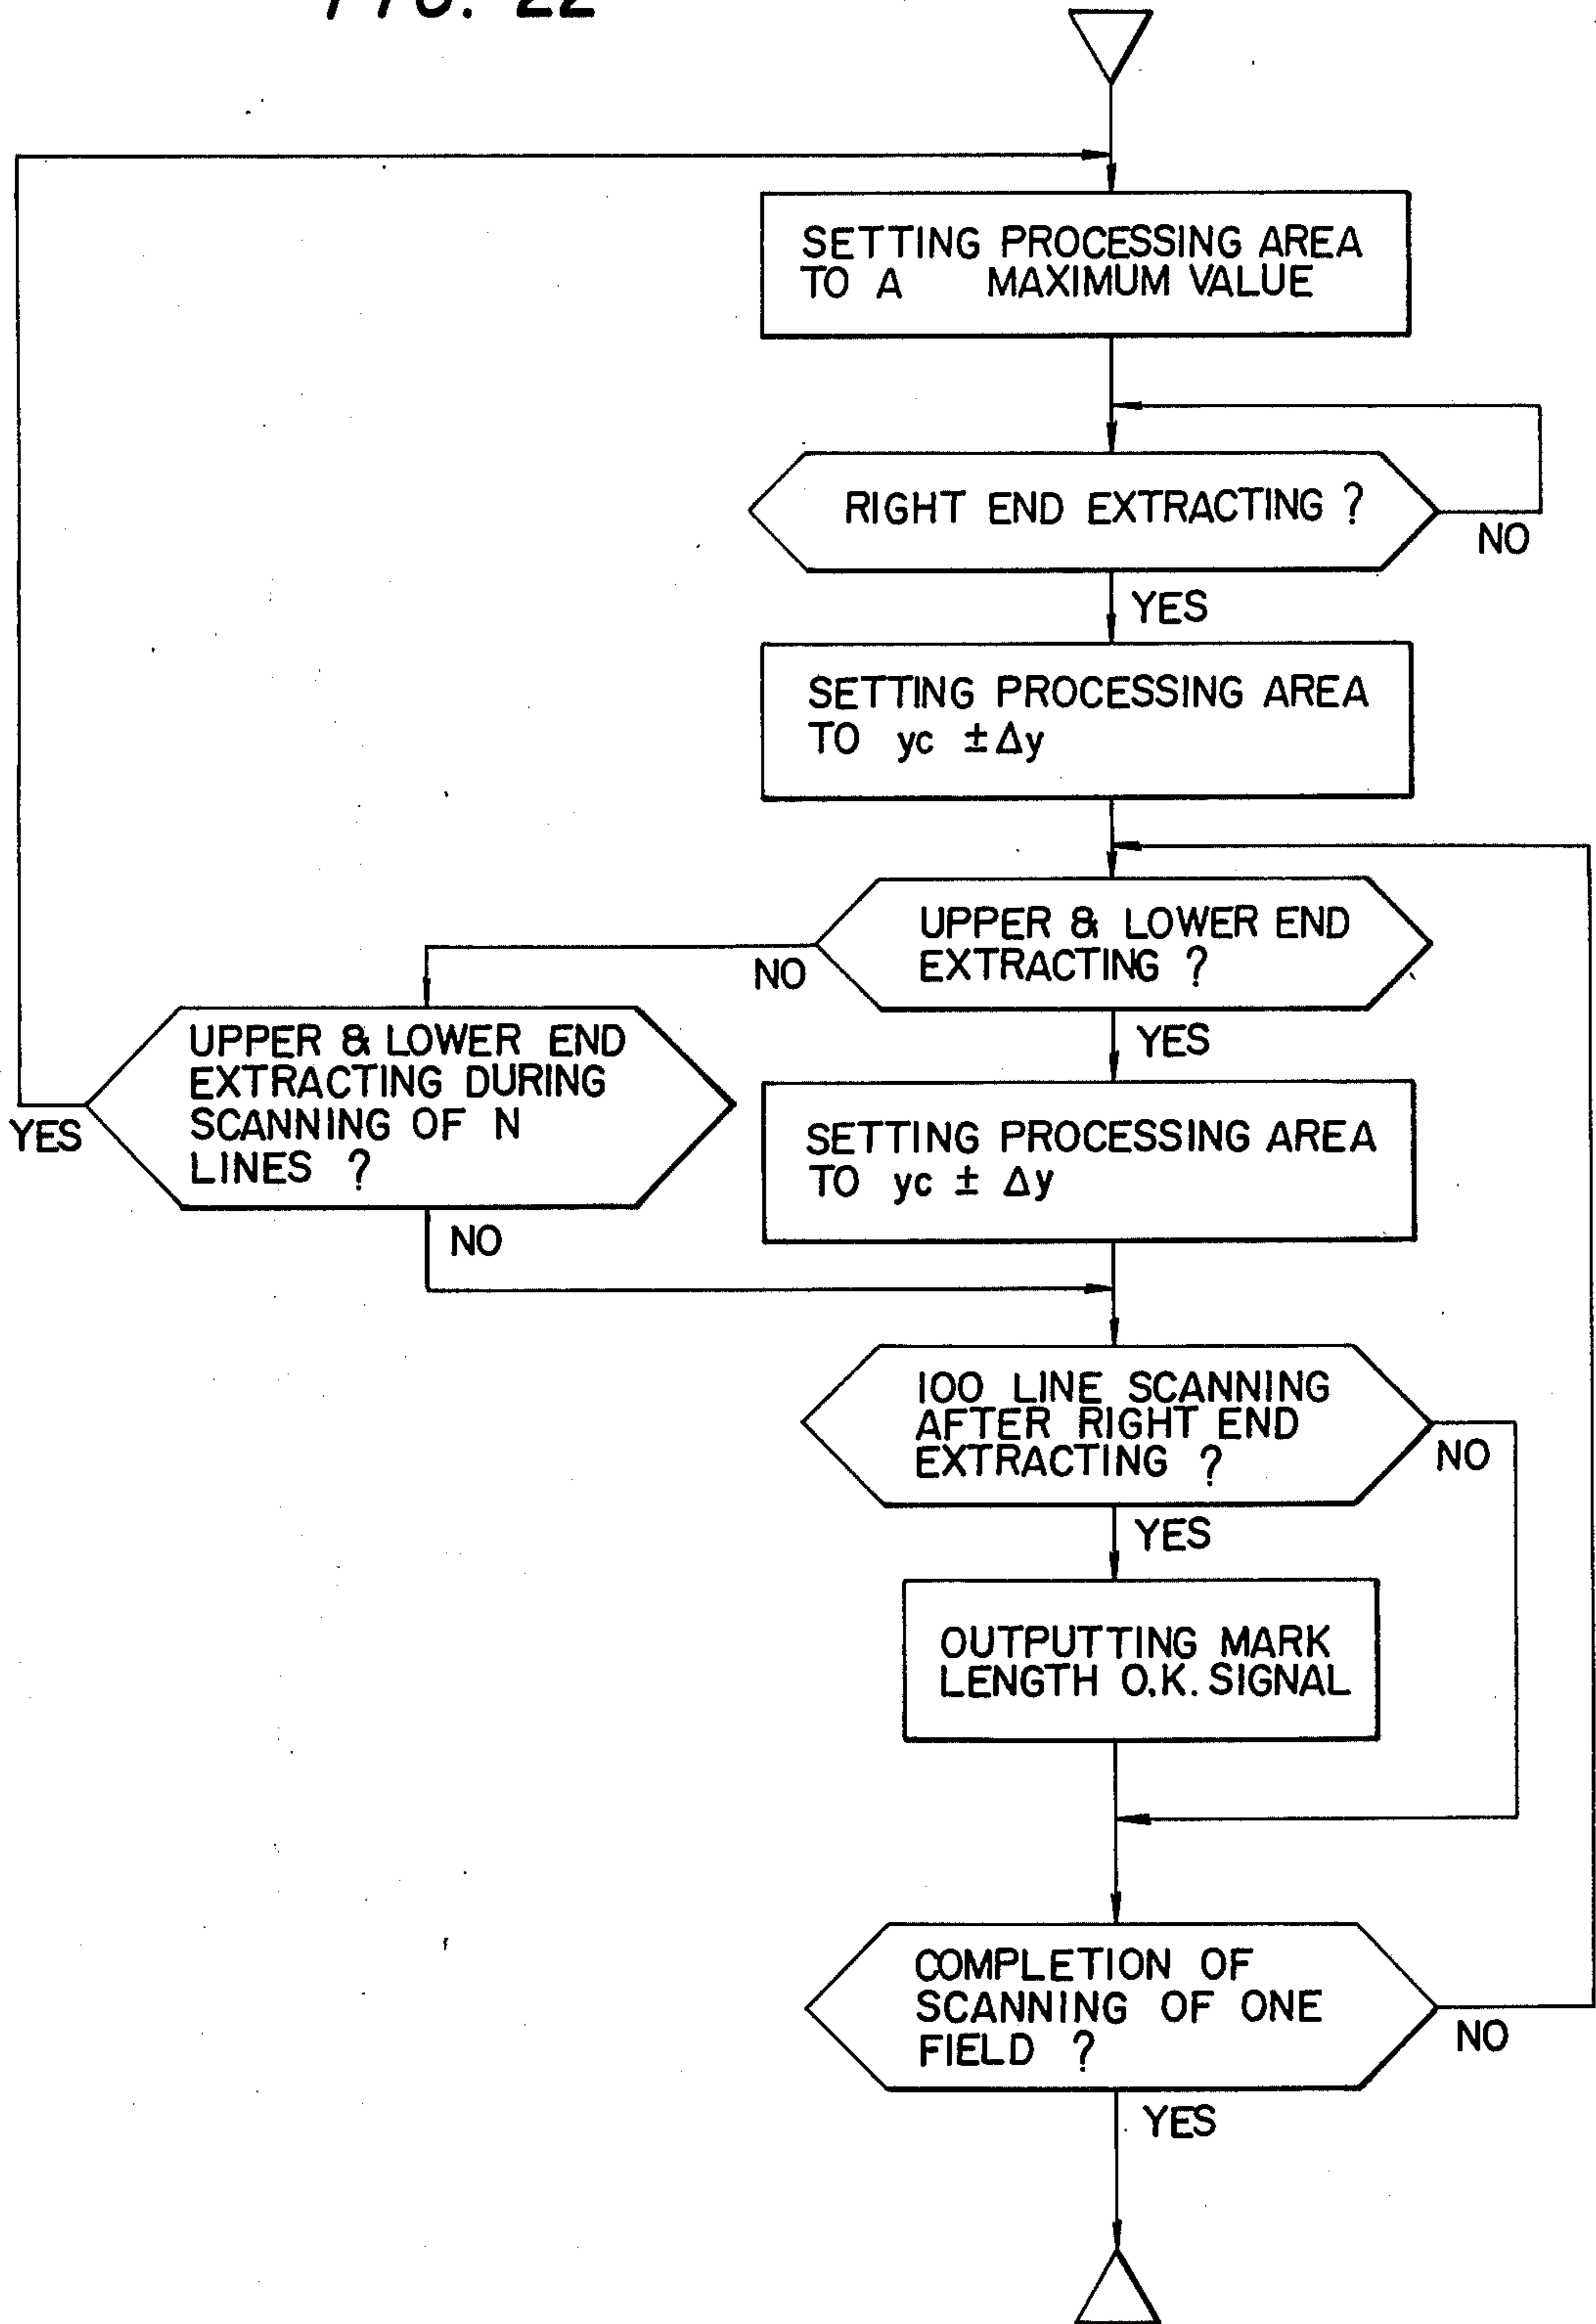 FIG. 22
SETTING PROCESSING AREA
TO A MAXIMUM VALUE
RIGHT END EXTRACTING ?
NO
YES
SETTING PROCESSING AREA
TO yc ±Δy
UPPER & LOWER END
EXTRACTING ?
NO
YES
UPPER & LOWER END
EXTRACTING DURING
SCANNING OF N
LINES ?
YES
NO
SETTING PROCESSING AREA
TO yc ± Δy
100 LINE SCANNING
AFTER RIGHT END
EXTRACTING ?
NO
YES
OUTPUTTING MARK
LENGTH O.K. SIGNAL
COMPLETION OF
SCANNING OF ONE
FIELD ?
NO
YES